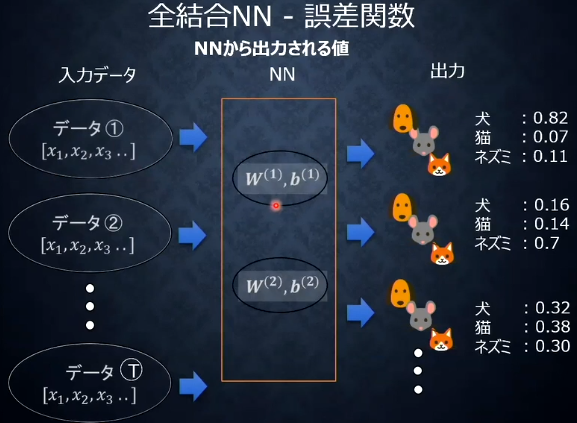 全結合NN - 誤差関数
NNから出力される値
入力データ
NN
出力
データ①
[x₁, x₂, x₃ ..]
データ②
[x₁, x₂, x₃ ..]
データⓉ
[x₁, x₂, x₃ ..]
W⁽¹⁾, b⁽¹⁾
W⁽²⁾, b⁽²⁾
犬 : 0.82
猫 : 0.07
ネズミ : 0.11
犬 : 0.16
猫 : 0.14
ネズミ : 0.7
犬 : 0.32
猫 : 0.38
ネズミ : 0.30